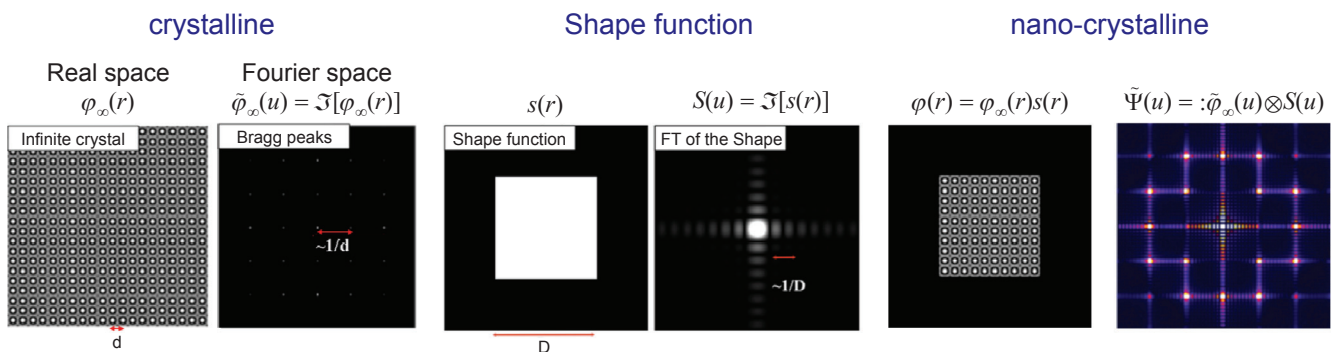 crystalline
Shape function
nano-crystalline
Real space
Fourier space
φ∞(r)
φ̃∞(u) = ℑ[φ∞(r)]
s(r)
S(u) = ℑ[s(r)]
φ(r) = φ∞(r)s(r)
Ψ̃(u) = :φ̃∞(u)⊗S(u)
Infinite crystal
Bragg peaks
Shape function
FT of the Shape
~1/d
~1/D
d
D